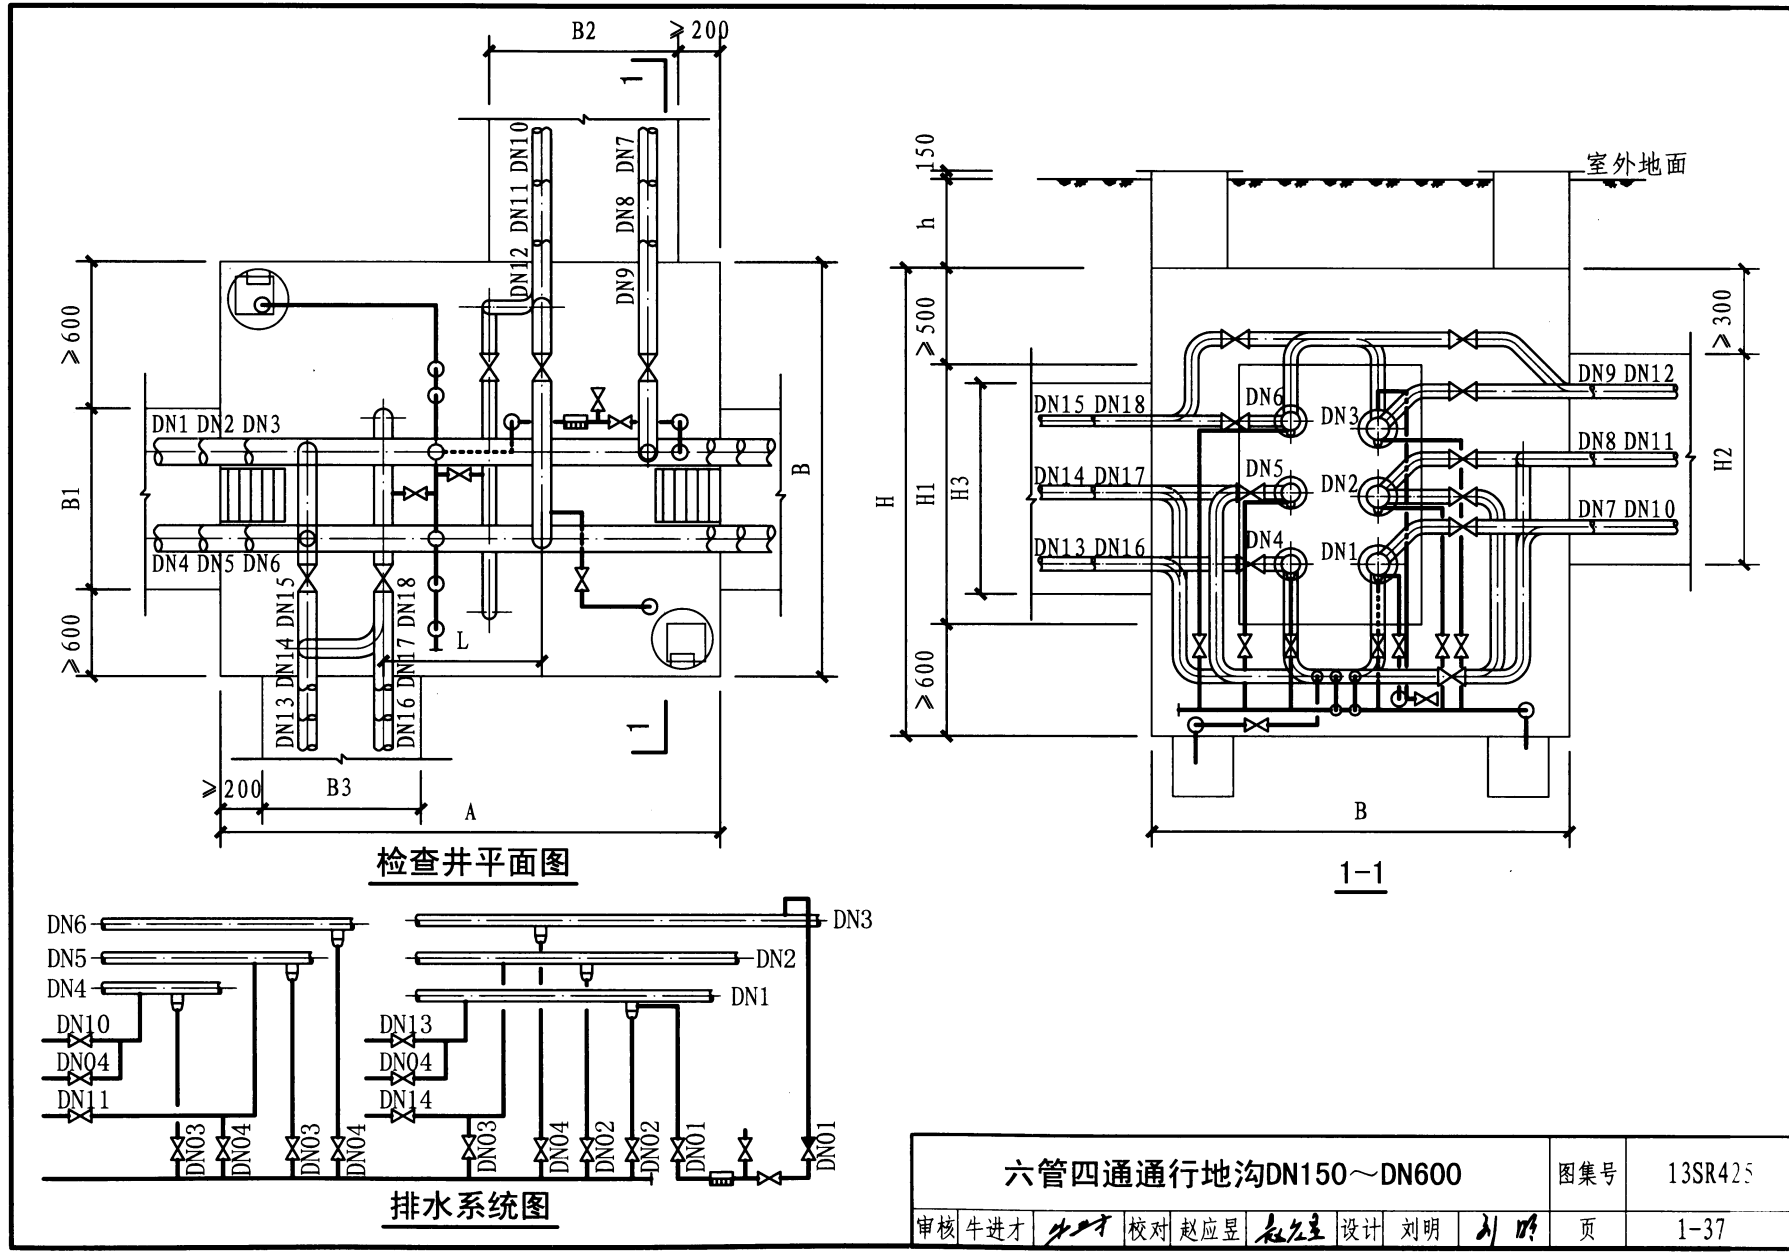 B2
≥200
1
DN10
DN11
DN12
DN7
DN8
DN9
≥600
B1
≥600
DN1 DN2 DN3
DN4 DN5 DN6
DN15
DN14
DN13
DN18
DN17
DN16
L
B
1
≥200
B3
A
检查井平面图
150
h
≥500
H
H1
H3
≥600
室外地面
≥300
H2
DN15 DN18
DN14 DN17
DN13 DN16
DN6
DN5
DN4
DN3
DN2
DN1
DN9 DN12
DN8 DN11
DN7 DN10
B
1-1
DN6
DN5
DN4
DN10
DN04
DN11
DN03
DN04
DN03
DN04
DN3
DN2
DN1
DN13
DN04
DN14
DN03
DN04
DN02
DN02
DN01
DN01
排水系统图
六管四通通行地沟DN150～DN600
图集号
13SR425
审核 牛进才 校对 赵应昱 设计 刘明 刘明 页 1-37